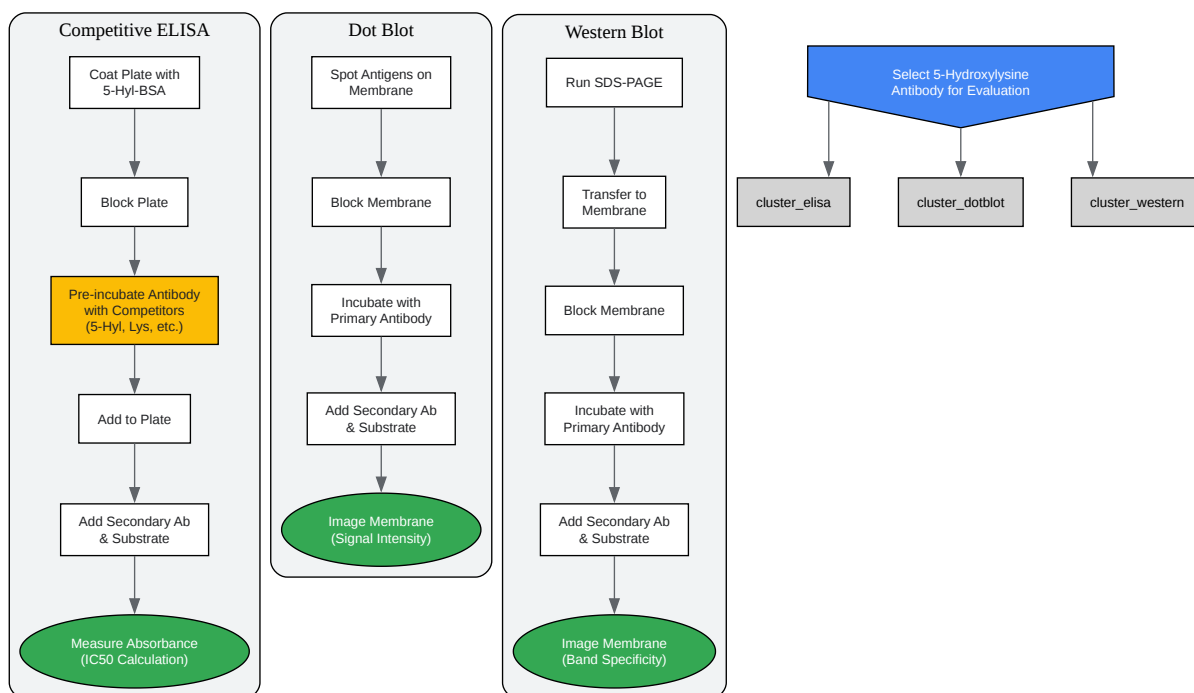 Competitive ELISA
Coat Plate with
5-Hyl-BSA
Block Plate
Pre-incubate Antibody
with Competitors
(5-Hyl, Lys, etc.)
Add to Plate
Add Secondary Ab
& Substrate
Measure Absorbance
(IC50 Calculation)
Dot Blot
Spot Antigens on
Membrane
Block Membrane
Incubate with
Primary Antibody
Add Secondary Ab
& Substrate
Image Membrane
(Signal Intensity)
Western Blot
Run SDS-PAGE
Transfer to
Membrane
Block Membrane
Incubate with
Primary Antibody
Add Secondary Ab
& Substrate
Image Membrane
(Band Specificity)
Select 5-Hydroxylysine
Antibody for Evaluation
cluster_elisa
cluster_dotblot
cluster_western